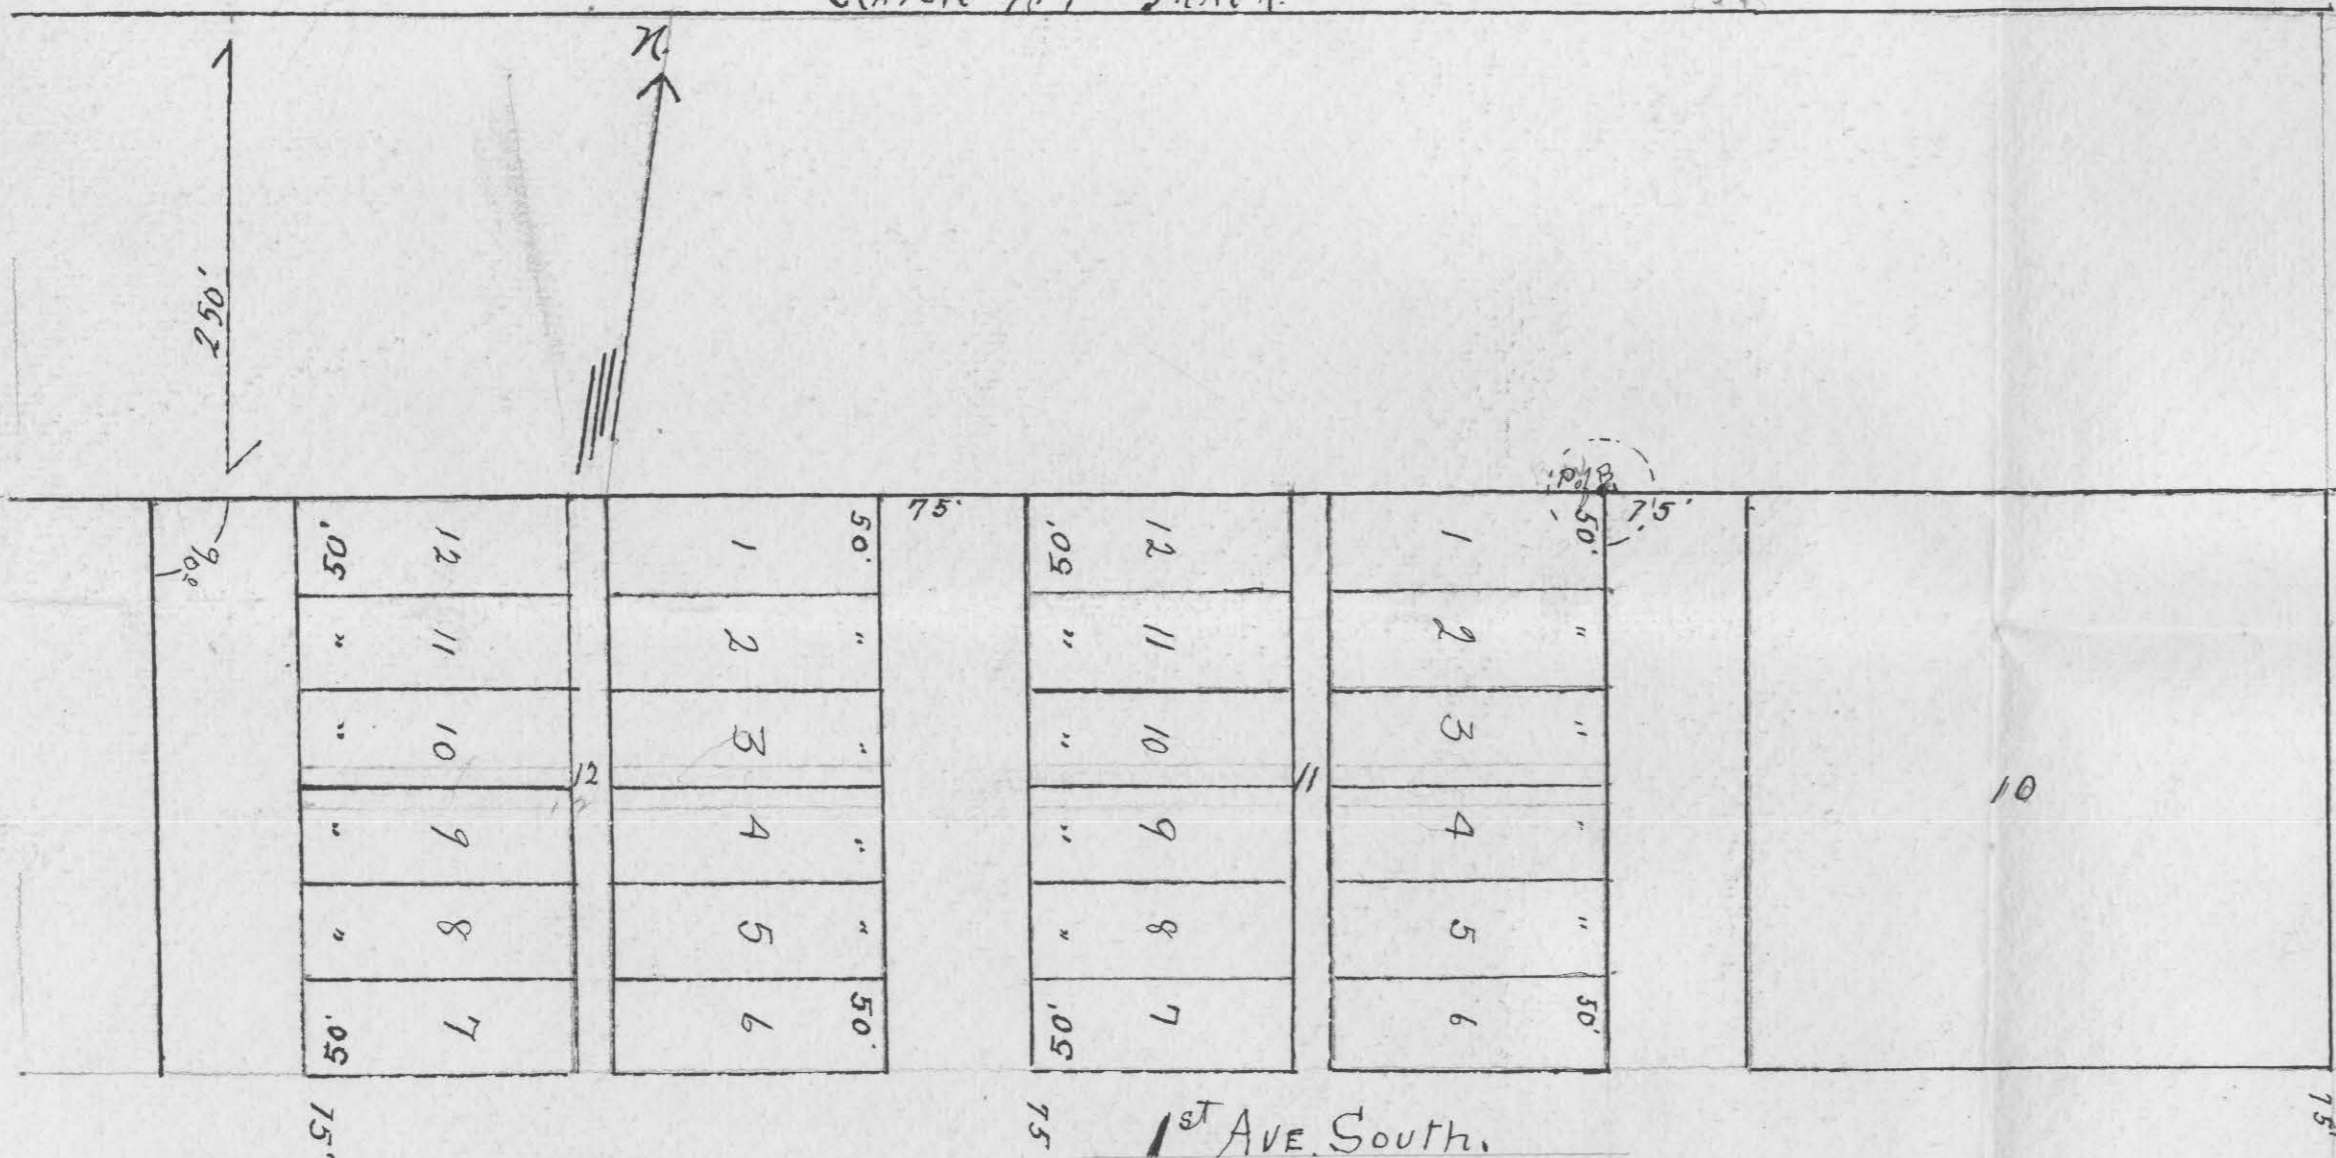 N.
250'
90°
50' 12 1 50' 75' 50' 12 1 50' 75'
P. of B.
" 11 2 " " 11 2 "
" 10 3 " " 10 3 "
12 11 10
" 9 4 " " 9 4 "
" 8 5 " " 8 5 "
50' 7 6 50' 50' 7 6 50'
75' 75' 75'
1st AVE. South.